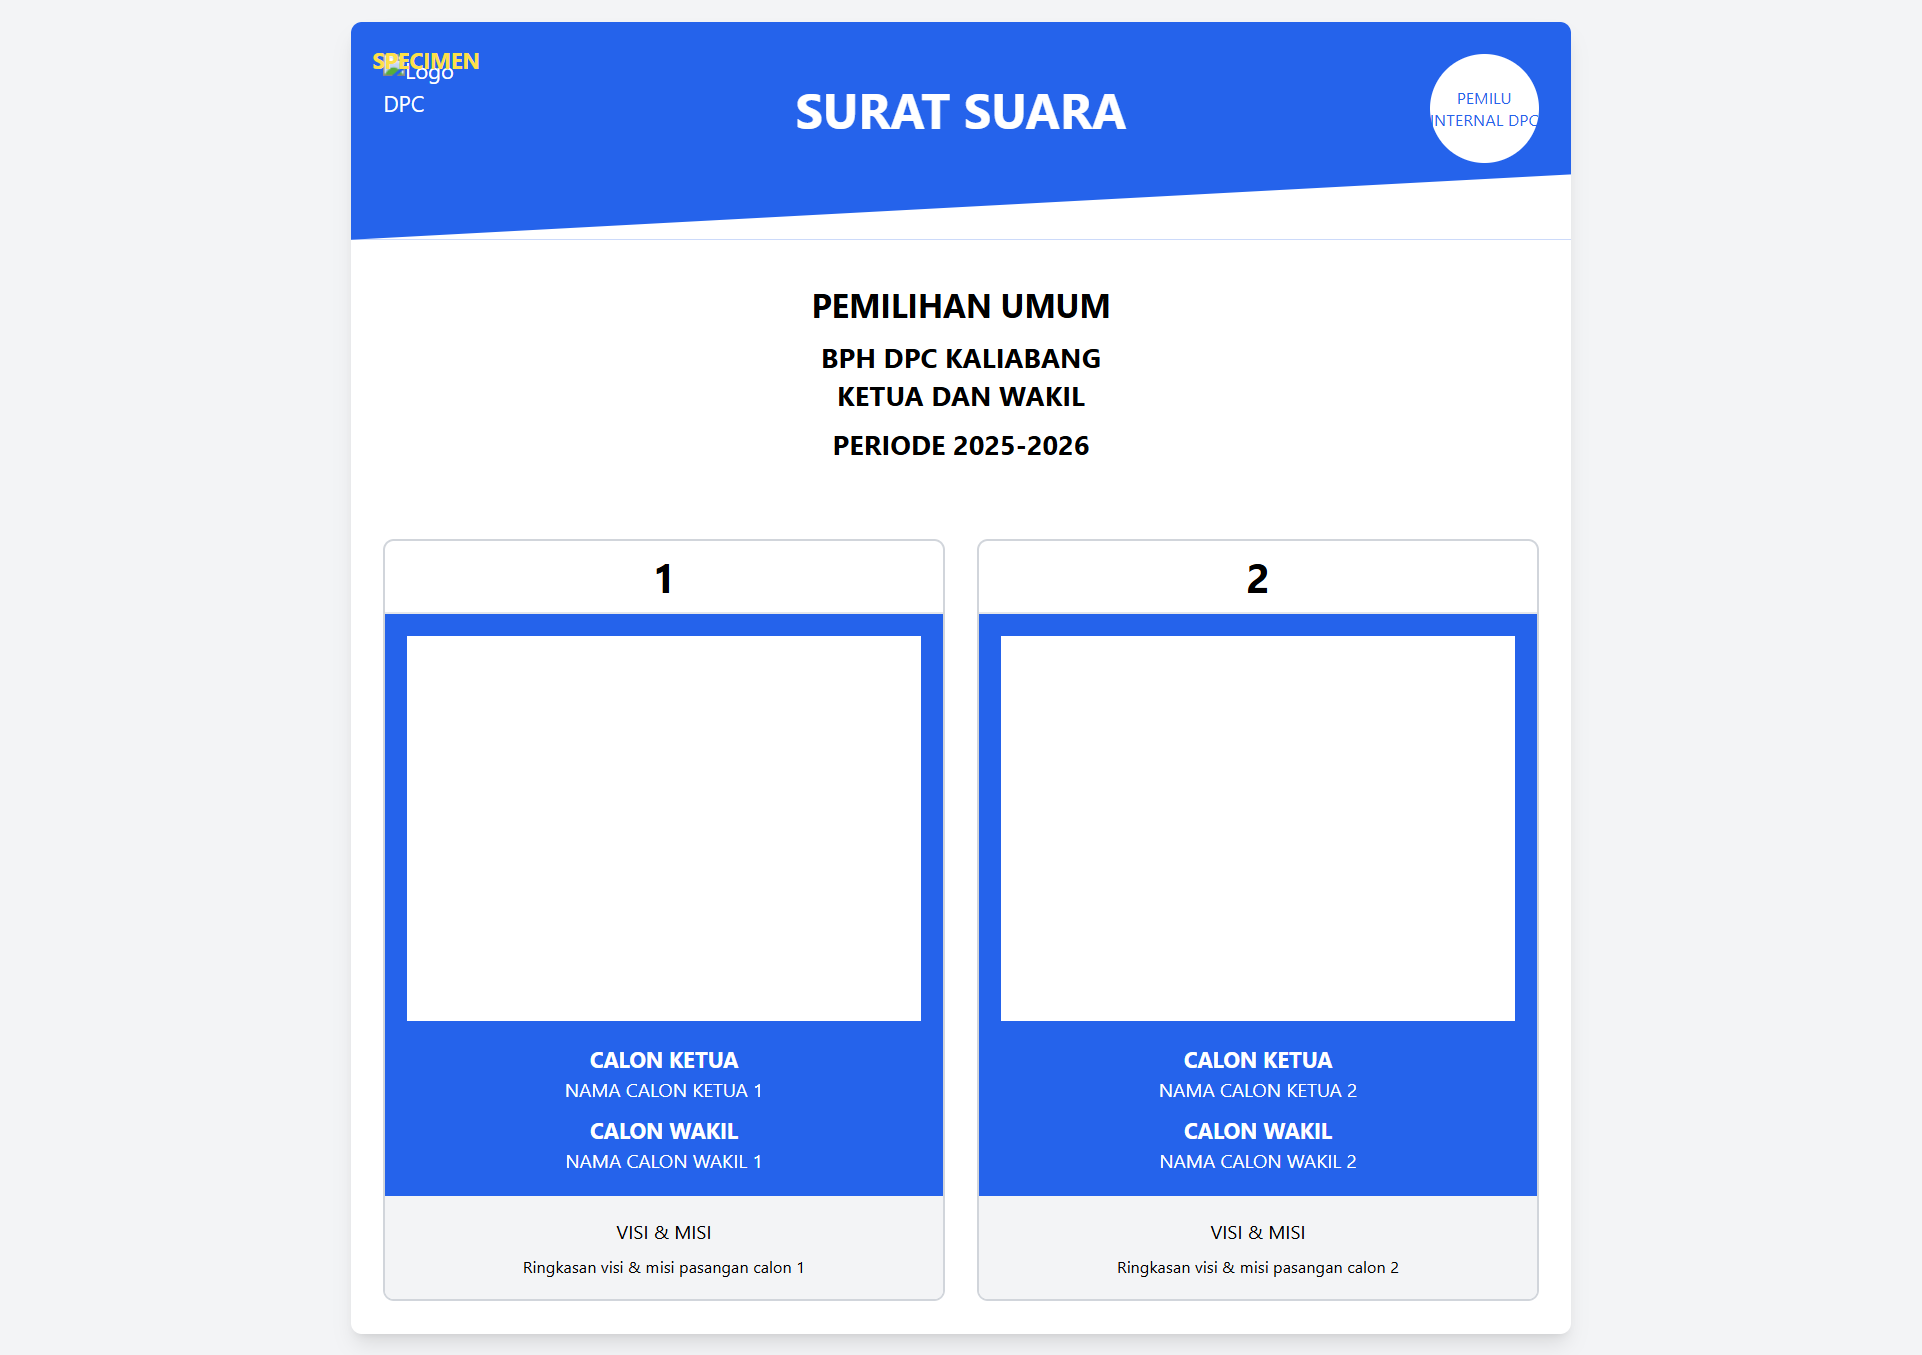 SPECIMEN
Logo
DPC
SURAT SUARA
PEMILU
INTERNAL DPC
PEMILIHAN UMUM
BPH DPC KALIABANG
KETUA DAN WAKIL
PERIODE 2025-2026
1
CALON KETUA
NAMA CALON KETUA 1
CALON WAKIL
NAMA CALON WAKIL 1
VISI & MISI
Ringkasan visi & misi pasangan calon 1
2
CALON KETUA
NAMA CALON KETUA 2
CALON WAKIL
NAMA CALON WAKIL 2
VISI & MISI
Ringkasan visi & misi pasangan calon 2